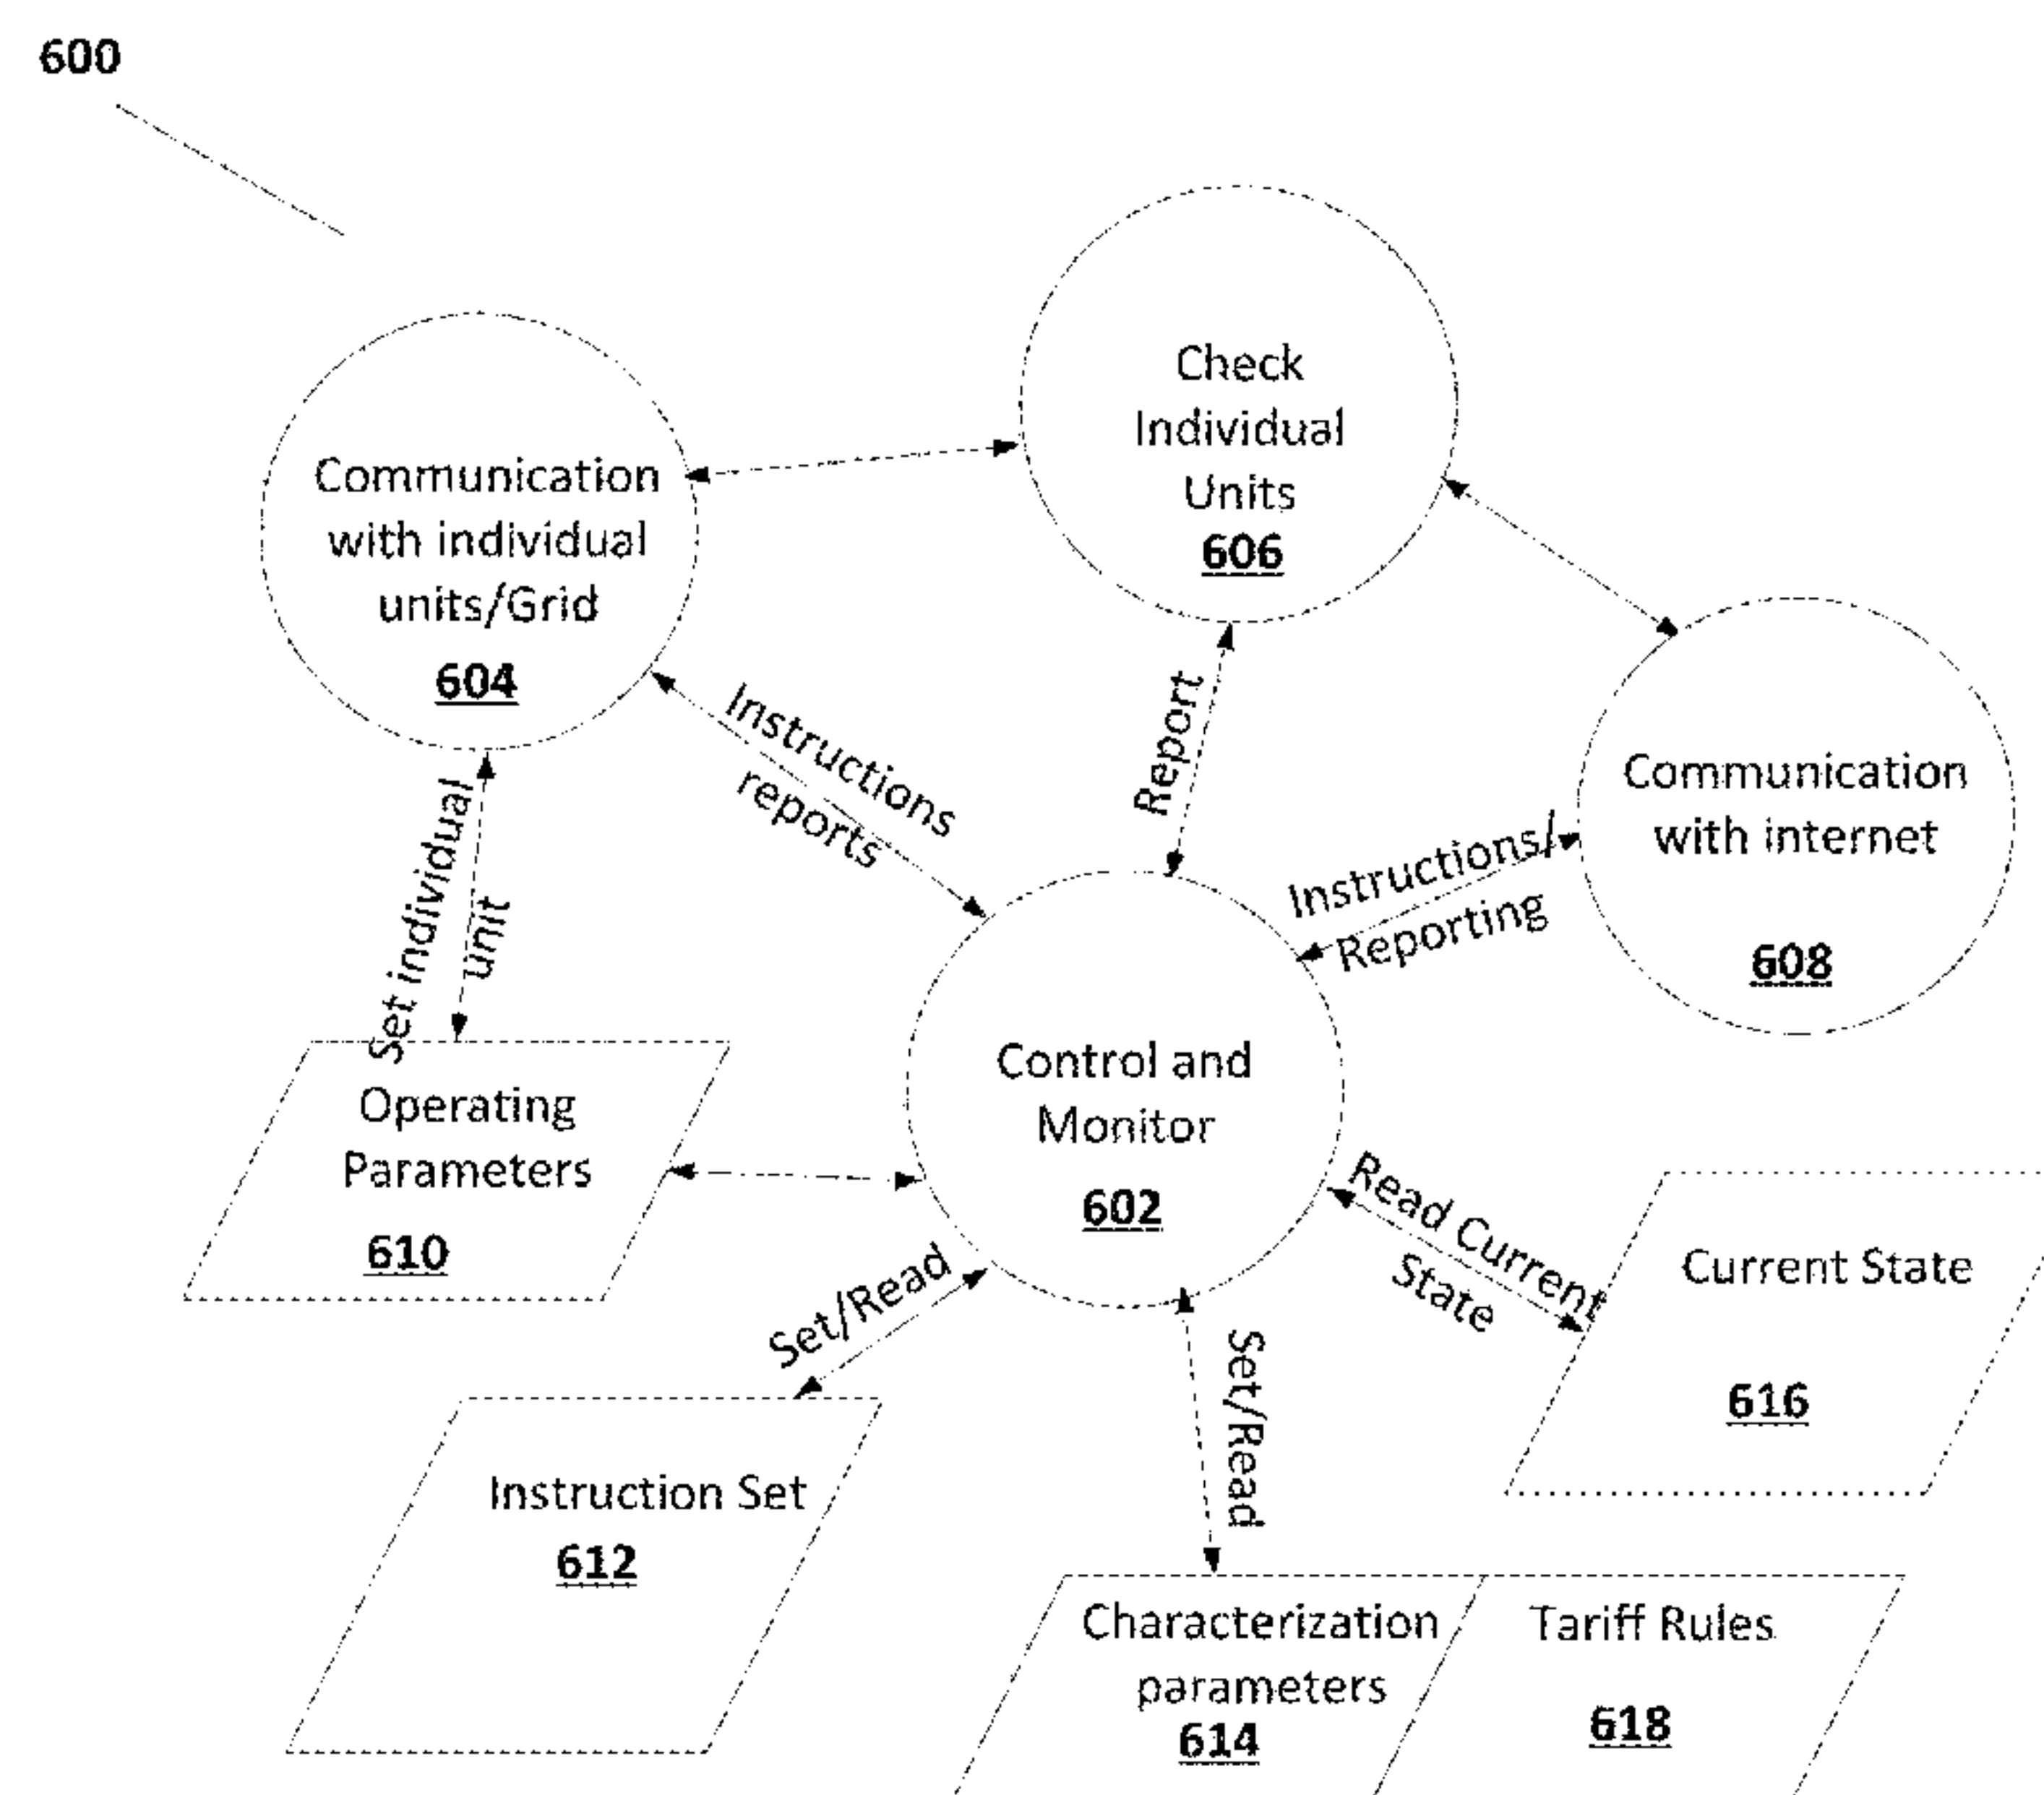 600
Check
Individual
Units
606
Communication
with individual
units/Grid
604
Instructions
reports
Report
Communication
with internet
608
Instructions/
Reporting
Set individual
unit
Control and
Monitor
602
Operating
Parameters
610
Read Current
State
Current State
616
Set/Read
Set/Read
Instruction Set
612
Characterization
parameters
614
Tariff Rules
618